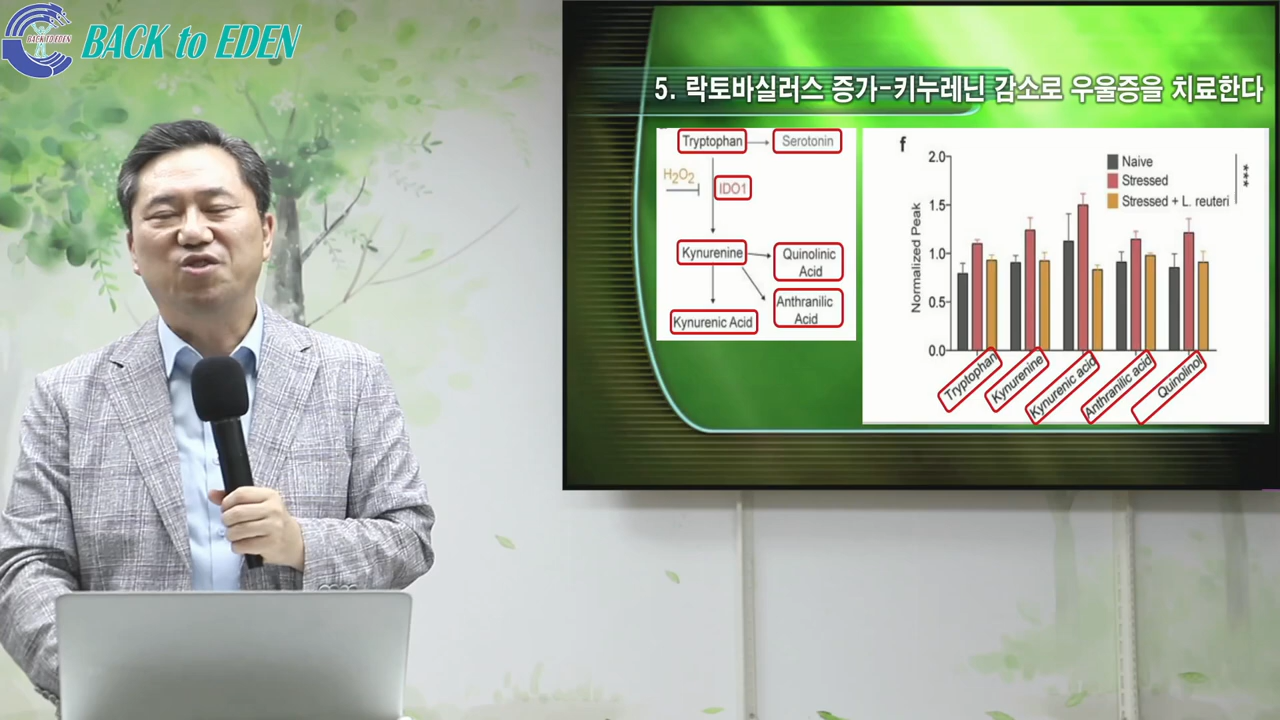 BACK TO EDEN
BACK to EDEN
5. 락토바실러스 증가-키누레닌 감소로 우울증을 치료한다
Tryptophan
Serotonin
H2O2
IDO1
Kynurenine
Quinolinic
Acid
Anthranilic
Acid
Kynurenic Acid
f
Naive
Stressed
Stressed + L. reuteri
***
Normalized Peak
2.0
1.5
1.0
0.5
0.0
Tryptophan
Kynurenine
Kynurenic acid
Anthranilic acid
Quinolinol